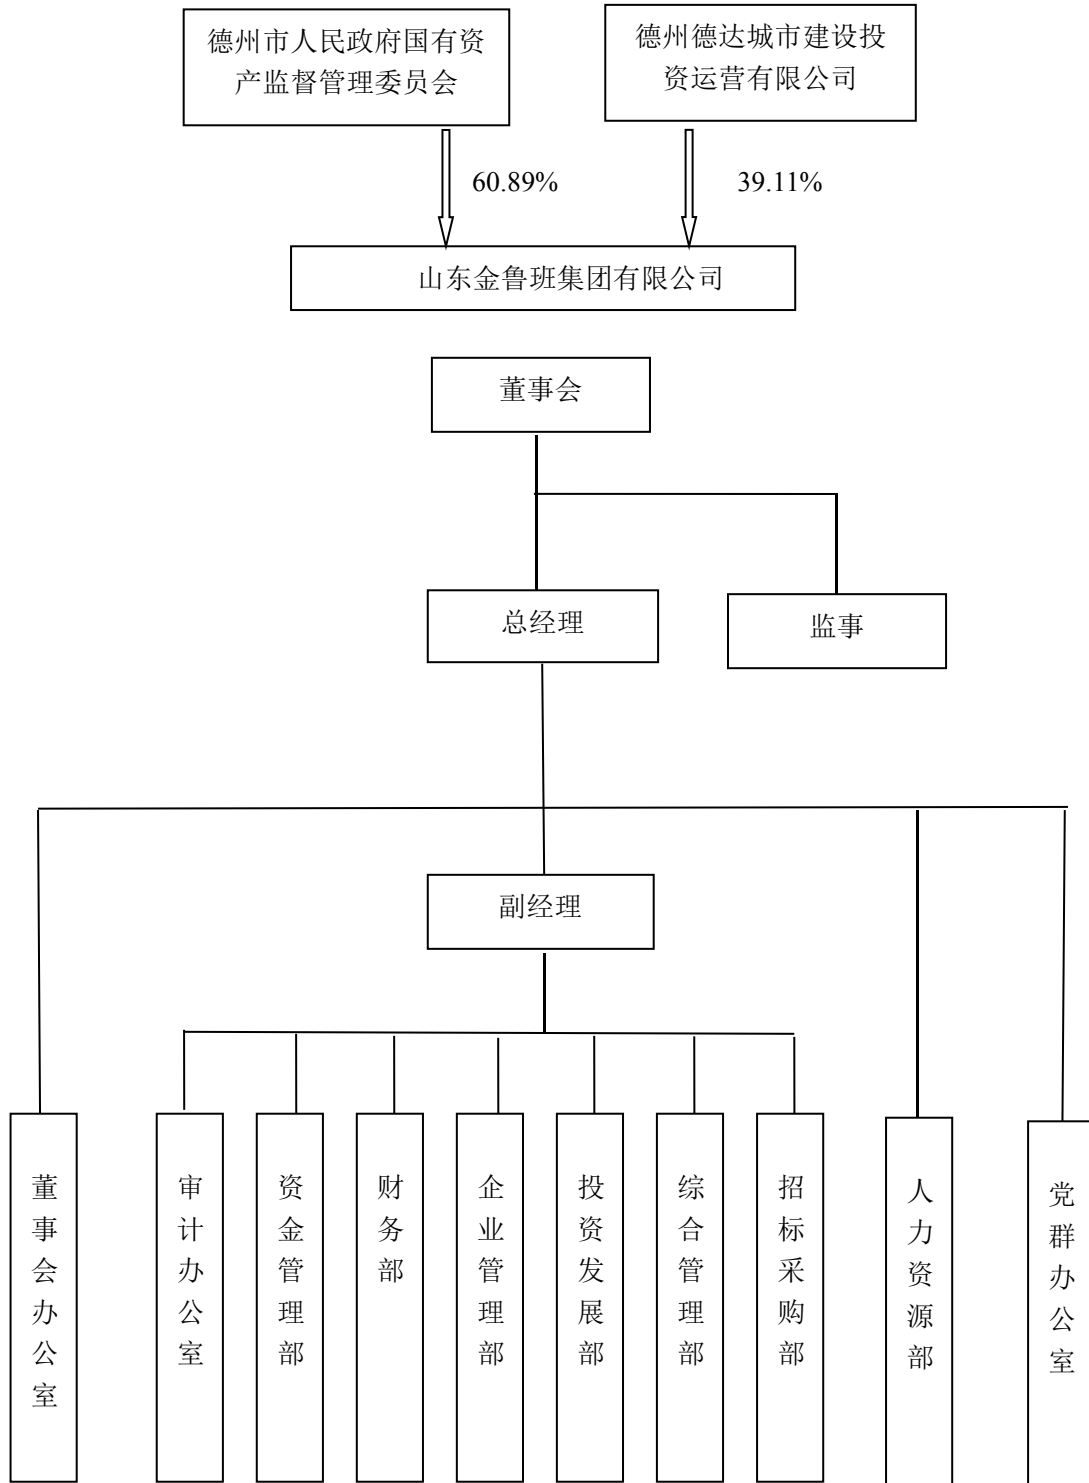 德州市人民政府国有资
产监督管理委员会
德州德达城市建设投
资运营有限公司
60.89%
39.11%
山东金鲁班集团有限公司
董事会
总经理
监事
副经理
董事会办公室
审计办公室
资金管理部
财务部
企业管理部
投资发展部
综合管理部
招标采购部
人力资源部
党群办公室